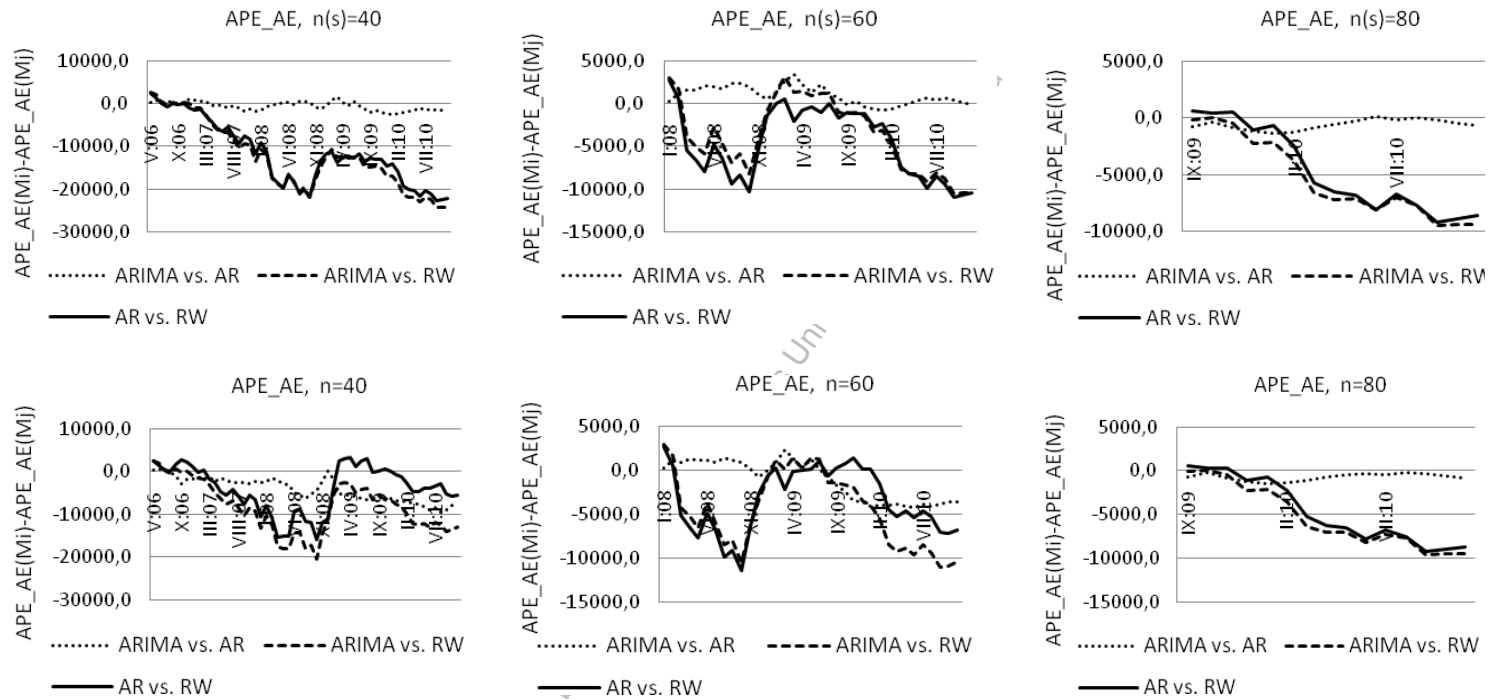 APE_AE, n(s)=40
APE_AE(Mi)-APE_AE(Mj)
10000,0
0,0
-10000,0
-20000,0
-30000,0
V:06
X:06
III:07
VI:08
IV:09
X:09
II:10
VII:10
ARIMA vs. AR
ARIMA vs. RW
AR vs. RW
APE_AE, n(s)=60
APE_AE(Mi)-APE_AE(Mj)
5000,0
0,0
-5000,0
-10000,0
-15000,0
I:08
IV:09
IX:09
VII:10
ARIMA vs. AR
ARIMA vs. RW
AR vs. RW
APE_AE, n(s)=80
APE_AE(Mi)-APE_AE(Mj)
5000,0
0,0
-5000,0
-10000,0
IX:09
II:10
VII:10
ARIMA vs. AR
ARIMA vs. RW
AR vs. RW
Uni
APE_AE, n=40
APE_AE(Mi)-APE_AE(Mj)
10000,0
0,0
-10000,0
-20000,0
-30000,0
V:06
X:06
III:07
IV:09
ARIMA vs. AR
ARIMA vs. RW
AR vs. RW
APE_AE, n=60
APE_AE(Mi)-APE_AE(Mj)
5000,0
0,0
-5000,0
-10000,0
-15000,0
I:08
IV:09
IX:09
VII:10
ARIMA vs. AR
ARIMA vs. RW
AR vs. RW
APE_AE, n=80
APE_AE(Mi)-APE_AE(Mj)
5000,0
0,0
-5000,0
-10000,0
-15000,0
IX:09
II:10
VII:10
ARIMA vs. AR
ARIMA vs. RW
AR vs. RW